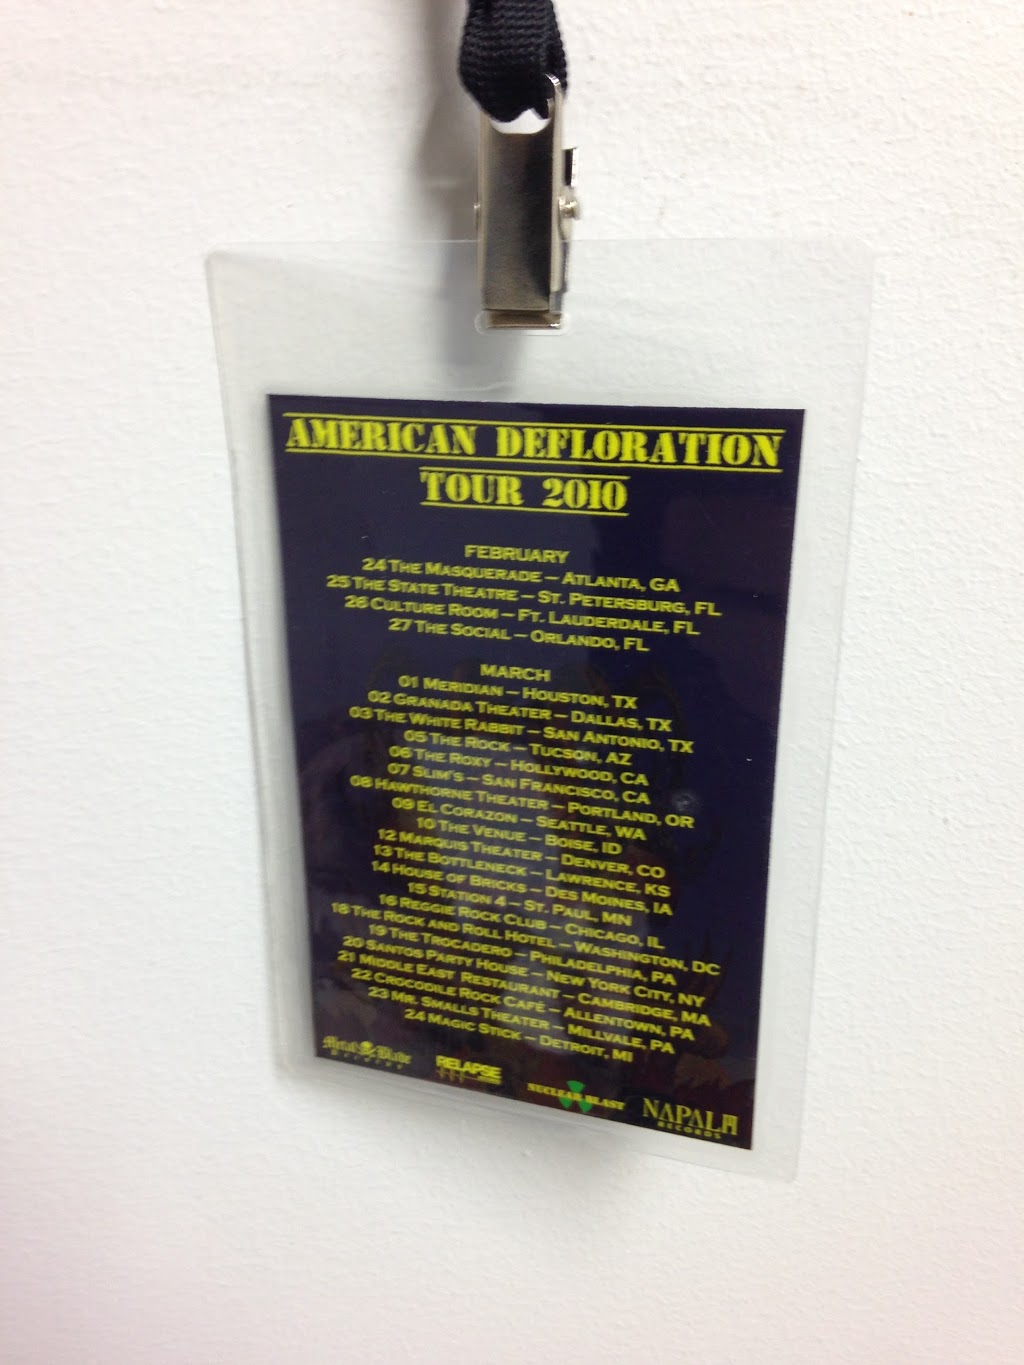 AMERICAN DEFLORATION
TOUR 2010
FEBRUARY
24 THE MASQUERADE – ATLANTA, GA
25 THE STATE THEATRE – ST. PETERSBURG, FL
26 CULTURE ROOM – FT. LAUDERDALE, FL
27 THE SOCIAL – ORLANDO, FL
MARCH
01 MERIDIAN – HOUSTON, TX
02 GRANADA THEATER – DALLAS, TX
03 THE WHITE RABBIT – SAN ANTONIO, TX
05 THE ROCK – TUCSON, AZ
06 THE ROXY – HOLLYWOOD, CA
07 SLIM'S – SAN FRANCISCO, CA
08 HAWTHORNE THEATER – PORTLAND, OR
09 EL CORAZON – SEATTLE, WA
10 THE VENUE – BOISE, ID
12 MARQUIS THEATER – DENVER, CO
13 THE BOTTLENECK – LAWRENCE, KS
14 HOUSE OF BRICKS – DES MOINES, IA
15 STATION 4 – ST. PAUL, MN
16 REGGIE ROCK CLUB – CHICAGO, IL
18 THE ROCK AND ROLL HOTEL – WASHINGTON, DC
19 THE TROCADERO – PHILADELPHIA, PA
20 SANTOS PARTY HOUSE – NEW YORK CITY, NY
21 MIDDLE EAST RESTAURANT – CAMBRIDGE, MA
22 CROCODILE ROCK CAFÉ – ALLENTOWN, PA
23 MR. SMALLS THEATER – MILLVALE, PA
24 MAGIC STICK – DETROIT, MI
Metal Blade
Records
RELAPSE
NUCLEAR BLAST
NAPALM
RECORDS